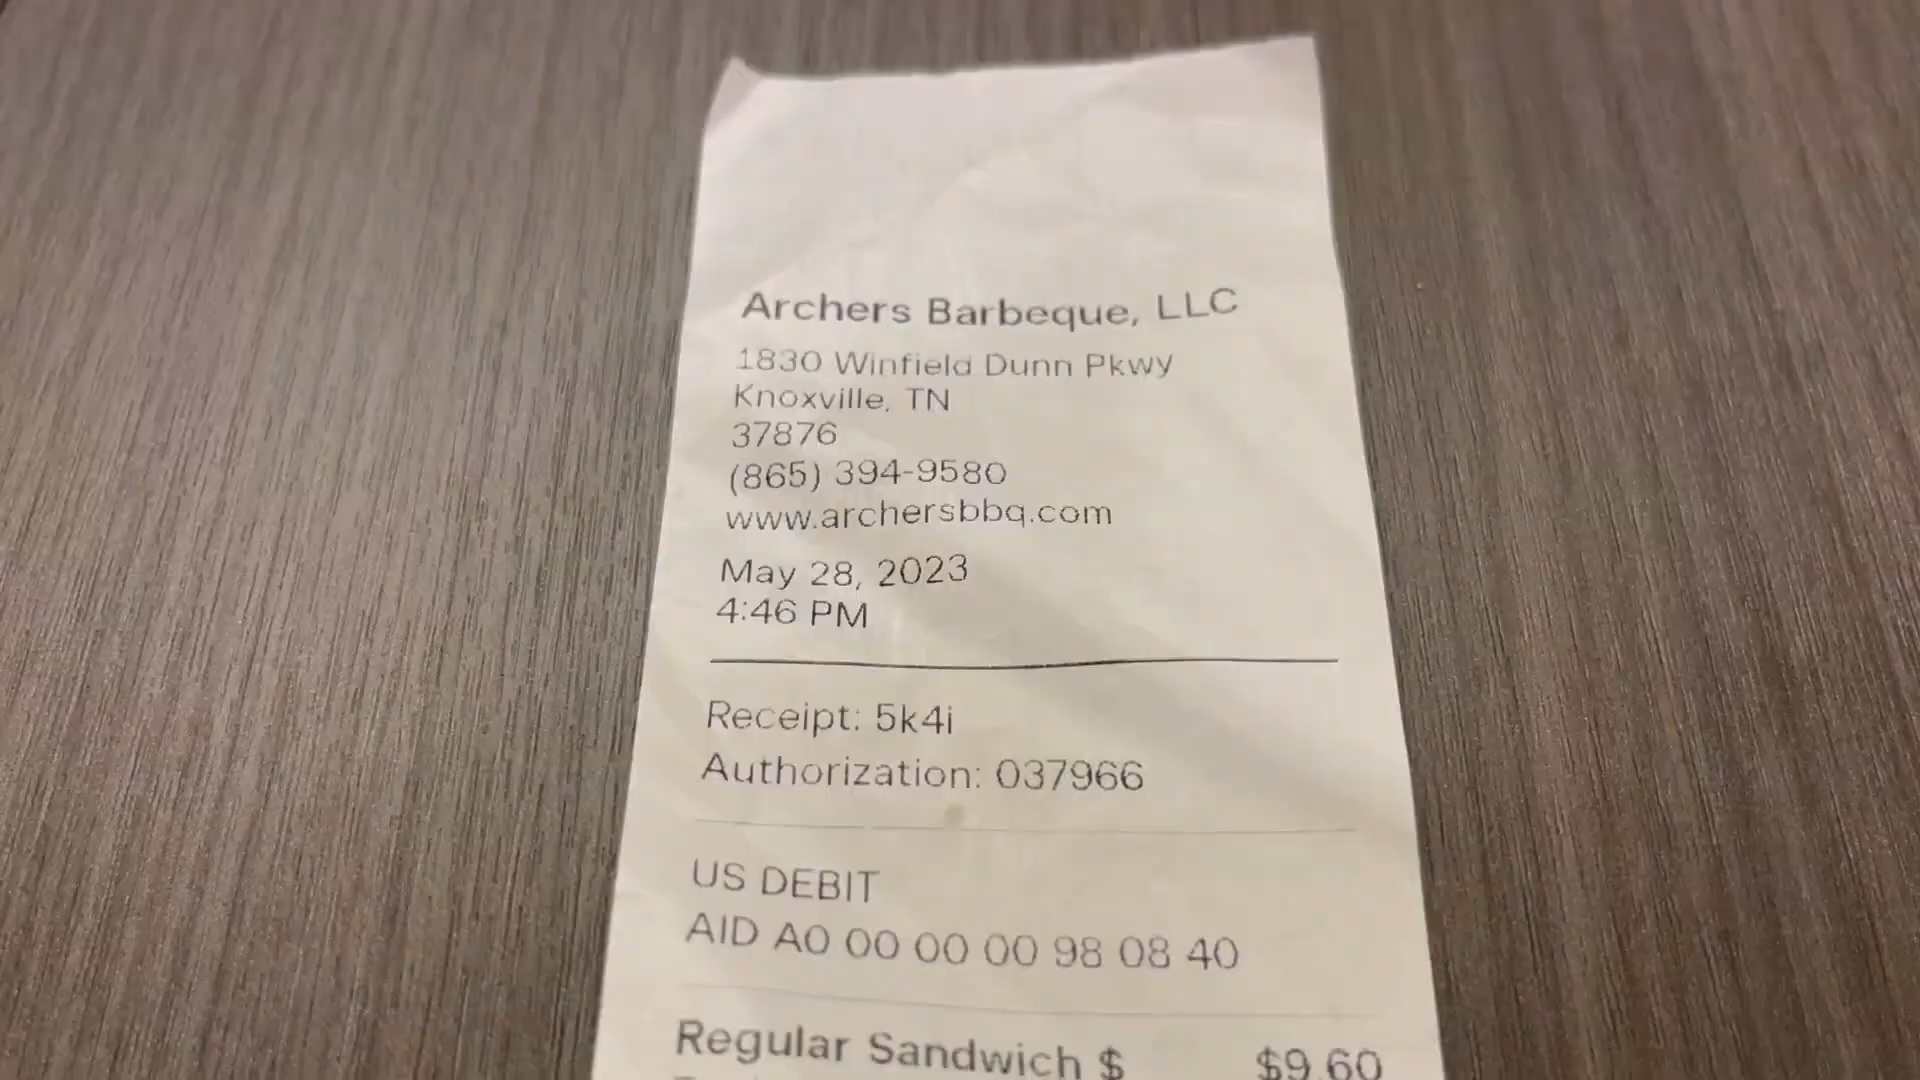 Archers Barbeque, LLC
1830 Winfield Dunn Pkwy
Knoxville, TN
37876
(865) 394-9580
www.archersbbq.com
May 28, 2023
4:46 PM
Receipt: 5k4i
Authorization: 037966
US DEBIT
AID A0 00 00 00 98 08 40
Regular Sandwich $ $9.60